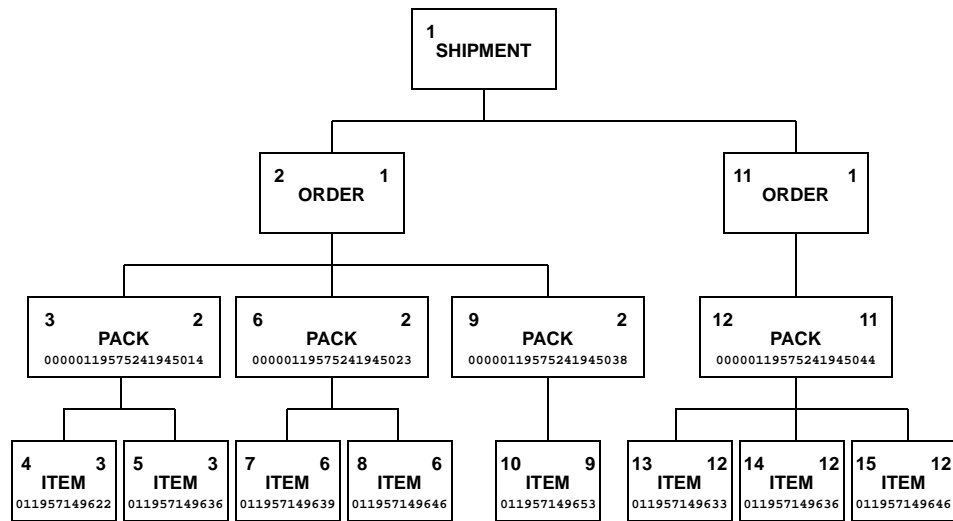 1
SHIPMENT
2 1
ORDER
11 1
ORDER
3 2
PACK
00000119575241945014
6 2
PACK
00000119575241945023
9 2
PACK
00000119575241945038
12 11
PACK
00000119575241945044
4 3
ITEM
011957149622
5 3
ITEM
011957149636
7 6
ITEM
011957149639
8 6
ITEM
011957149646
10 9
ITEM
011957149653
13 12
ITEM
011957149633
14 12
ITEM
011957149636
15 12
ITEM
011957149646